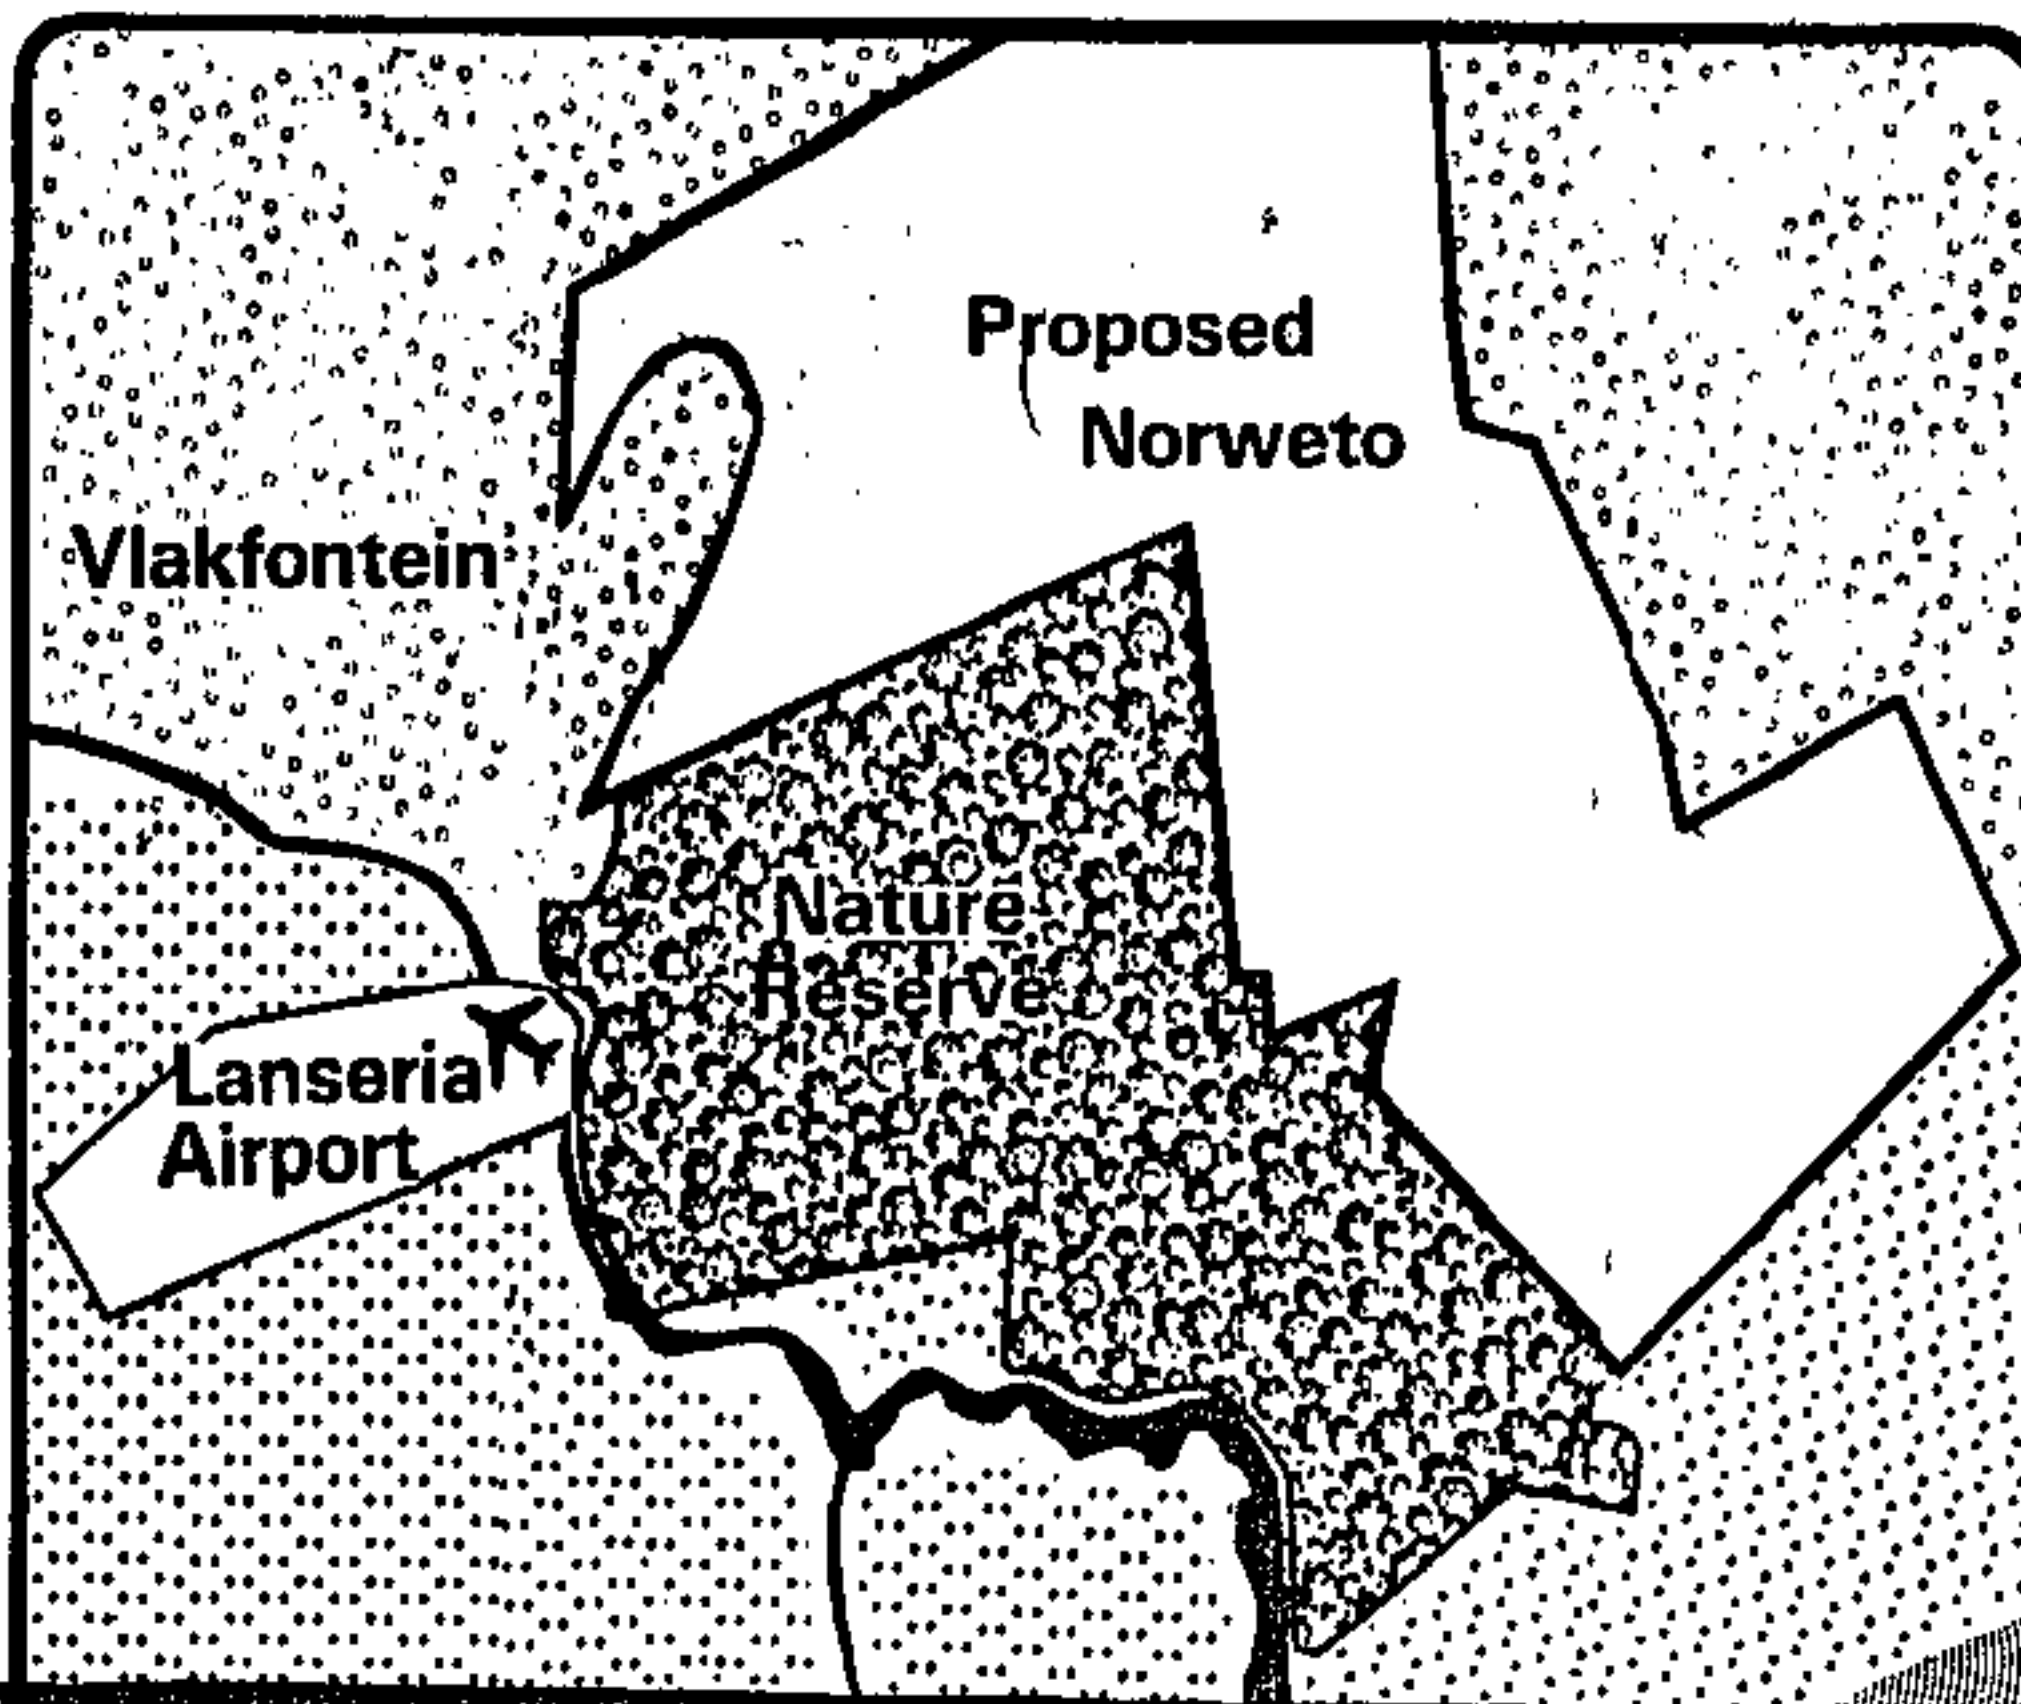 Proposed
Norweto
Vlakfontein
Nature
Reserve
Lanseria
Airport